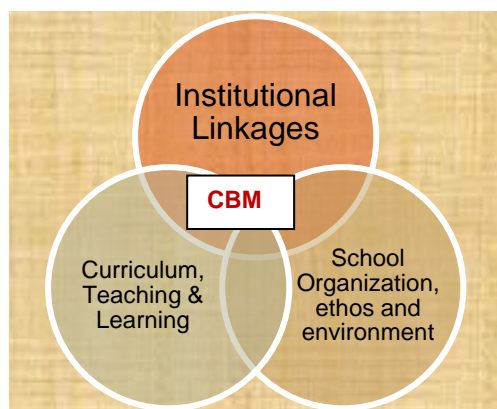 Institutional
Linkages
CBM
Curriculum,
Teaching &
Learning
School
Organization,
ethos and
environment